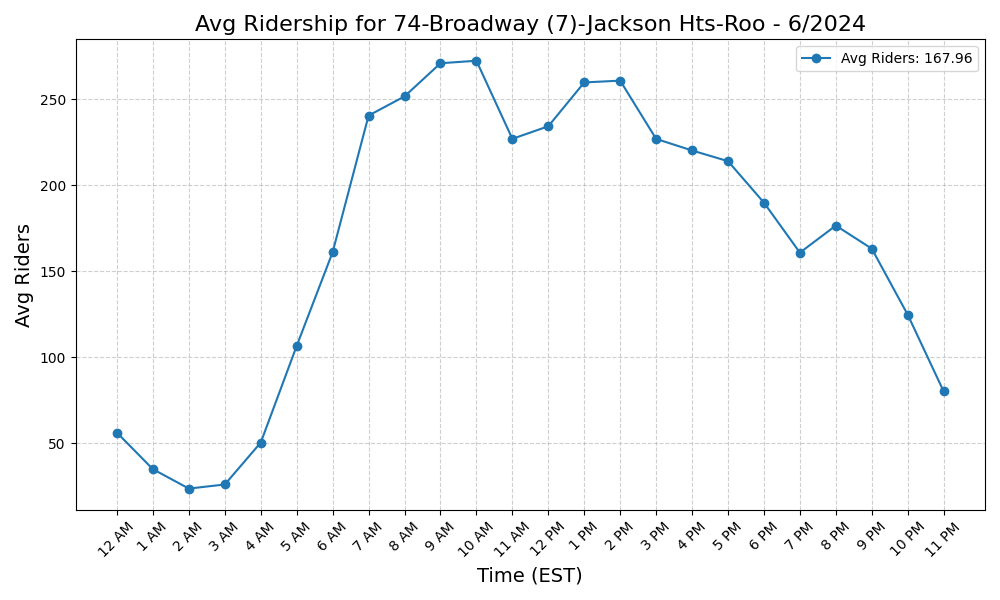 Avg Ridership for 74-Broadway (7)-Jackson Hts-Roo - 6/2024
Avg Riders: 167.96
Avg Riders
250
200
150
100
50
12 AM
1 AM
2 AM
3 AM
4 AM
5 AM
6 AM
7 AM
8 AM
9 AM
10 AM
11 AM
12 PM
1 PM
2 PM
3 PM
4 PM
5 PM
6 PM
7 PM
8 PM
9 PM
10 PM
11 PM
Time (EST)